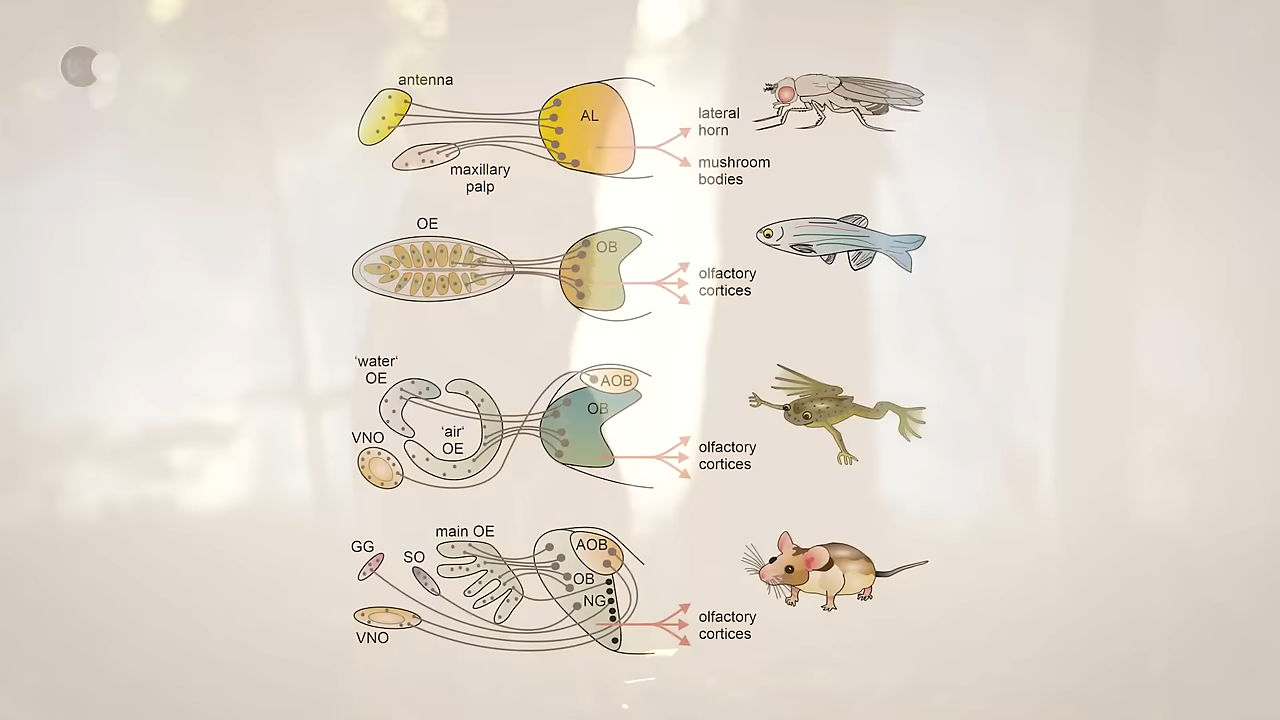 antenna
AL
lateral
horn
maxillary
palp
mushroom
bodies
OE
OB
olfactory
cortices
'water'
OE
AOB
OB
VNO
'air'
OE
olfactory
cortices
main OE
GG
SO
AOB
OB
NG
VNO
olfactory
cortices